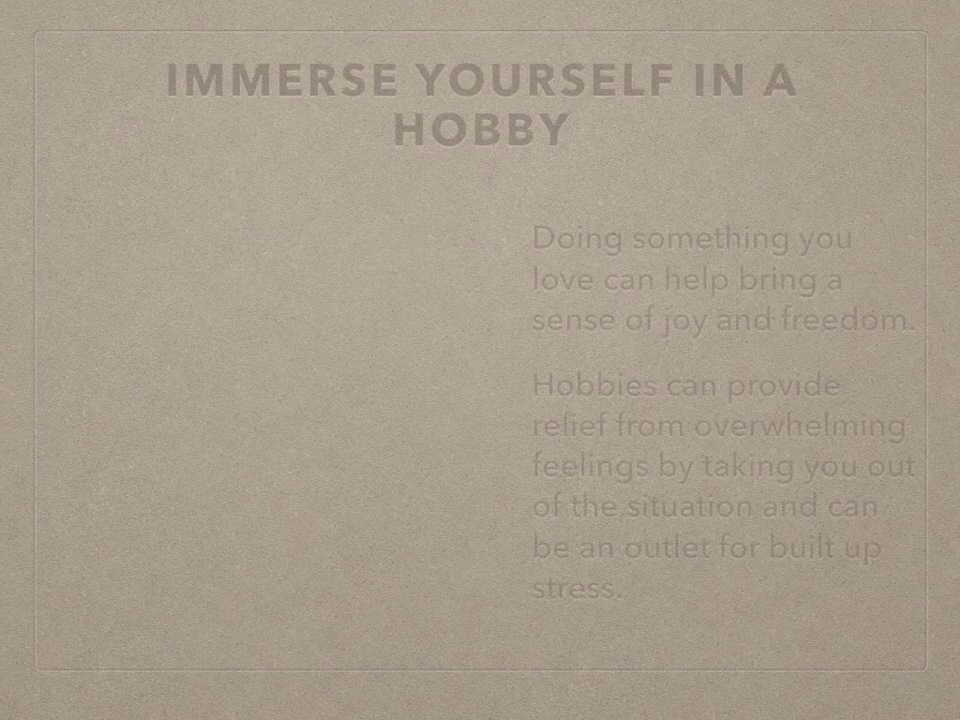 IMMERSE YOURSELF IN A
HOBBY
Doing something you
love can help bring a
sense of joy and freedom.
Hobbies can provide
relief from overwhelming
feelings by taking you out
of the situation and can
be an outlet for built up
stress.